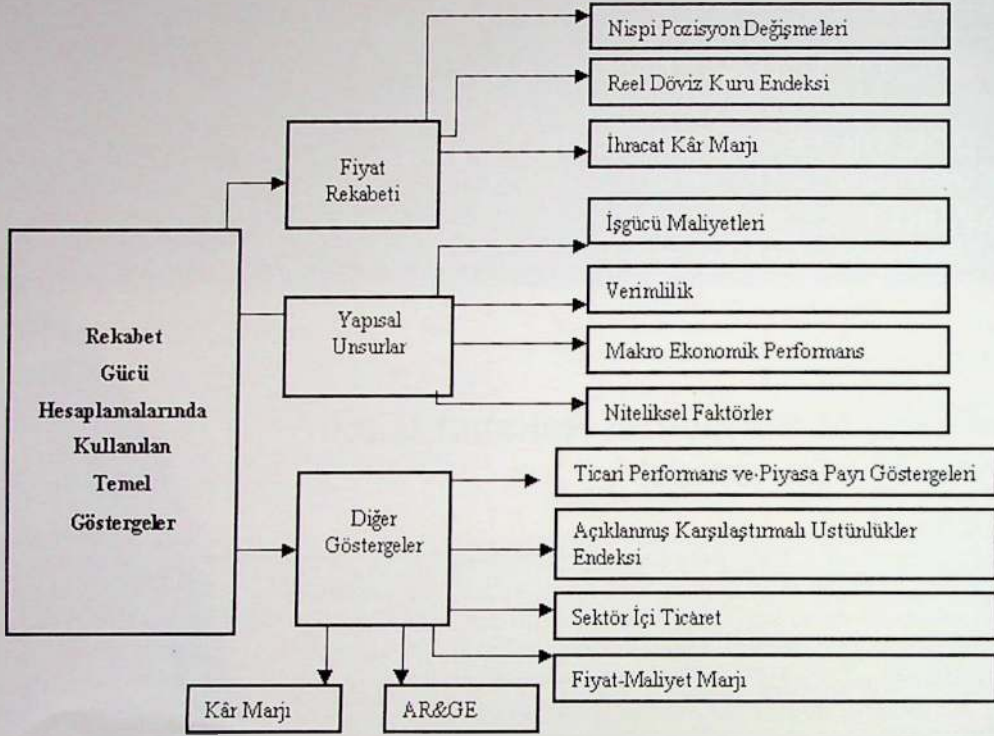 Rekabet
Gücü
Hesaplamalarında
Kullanılan
Temel
Göstergeler
Fiyat
Rekabeti
Nispi Pozisyon Değişmeleri
Reel Döviz Kuru Endeksi
İhracat Kâr Marjı
Yapısal
Unsurlar
İşgücü Maliyetleri
Verimlilik
Makro Ekonomik Performans
Niteliksel Faktörler
Diğer
Göstergeler
Ticari Performans ve Piyasa Payı Göstergeleri
Açıklanmış Karşılaştırmalı Ustünlükler
Endeksi
Sektör İçi Ticaret
Fiyat-Maliyet Marjı
Kâr Marjı
AR&GE